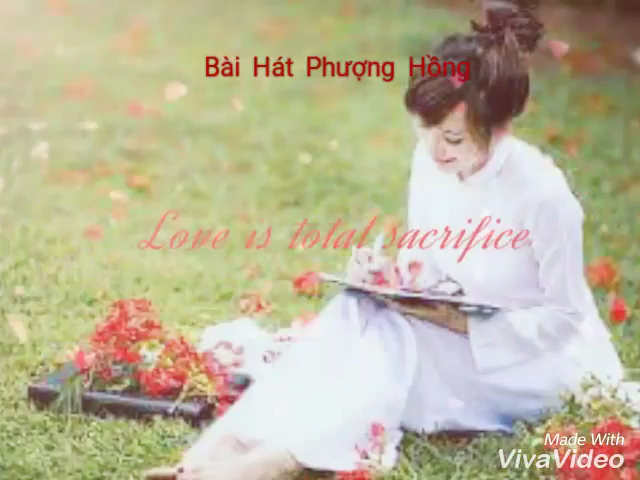 Bài Hát Phượng Hồng
Love is total sacrifice
Made With
VivaVideo